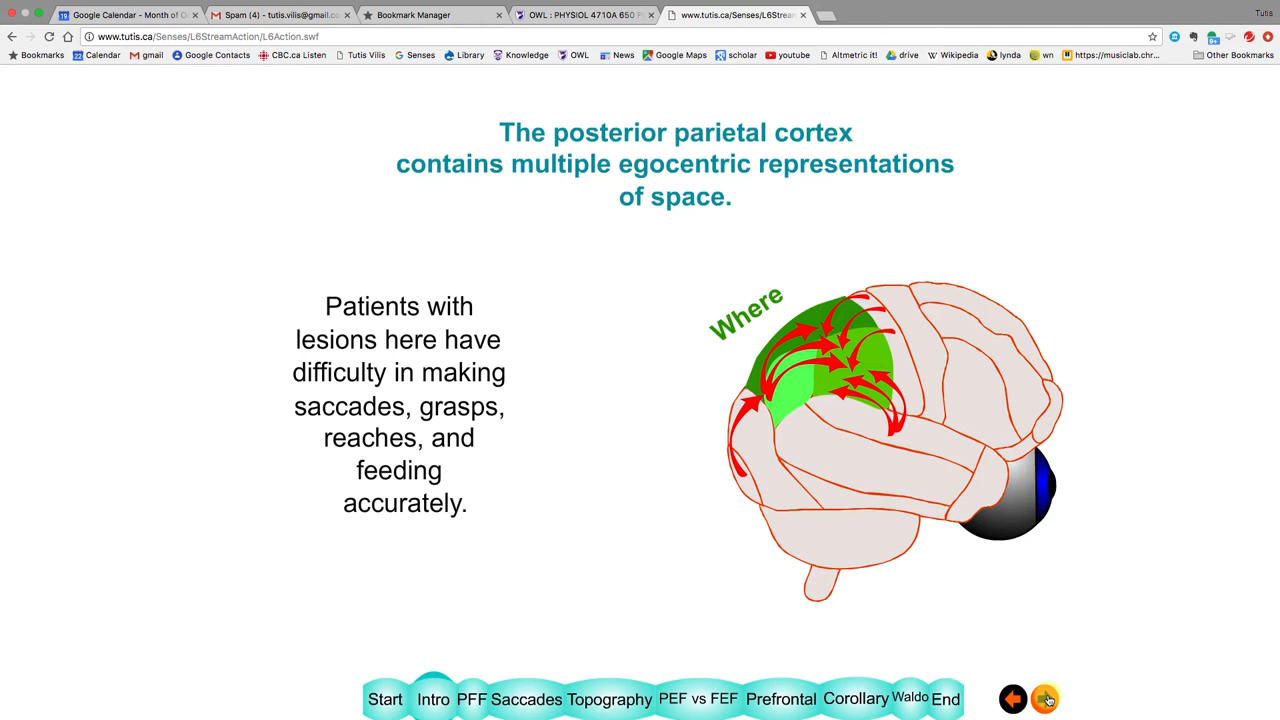 Google Calendar - Month of O
Spam (4) - tutis.vilis@gmail.co
Bookmark Manager
OWL : PHYSIOL 4710A 650 F
www.tutis.ca/Senses/L6Strea
Tutis
www.tutis.ca/Senses/L6StreamAction/L6Action.swf
Bookmarks Calendar gmail Google Contacts CBC.ca Listen Tutis Vilis Senses Library Knowledge OWL News Google Maps scholar youtube Altmetric it! drive Wikipedia lynda wn https://musiclab.chr... Other Bookmarks
The posterior parietal cortex
contains multiple egocentric representations
of space.
Patients with
lesions here have
difficulty in making
saccades, grasps,
reaches, and
feeding
accurately.
Where
Start Intro PFF Saccades Topography PEF vs FEF Prefrontal Corollary Waldo End